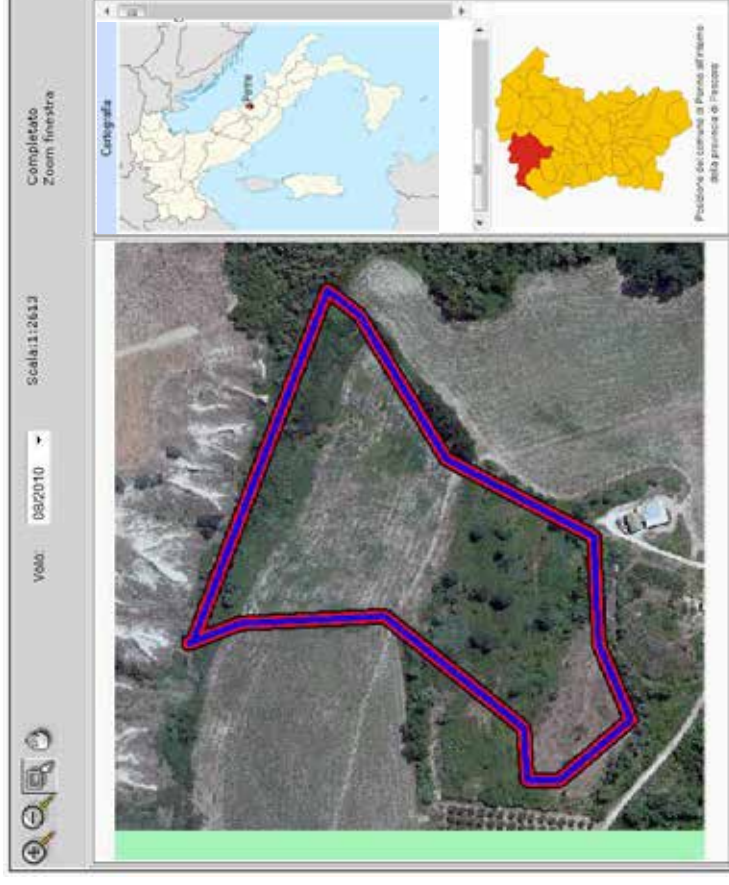 Volo: 08/2010
Scala:1:2613
Completato
Zoom finestra
Cartografia
Penne
Posizione del comune di Penne all'interno
della provincia di Pescara